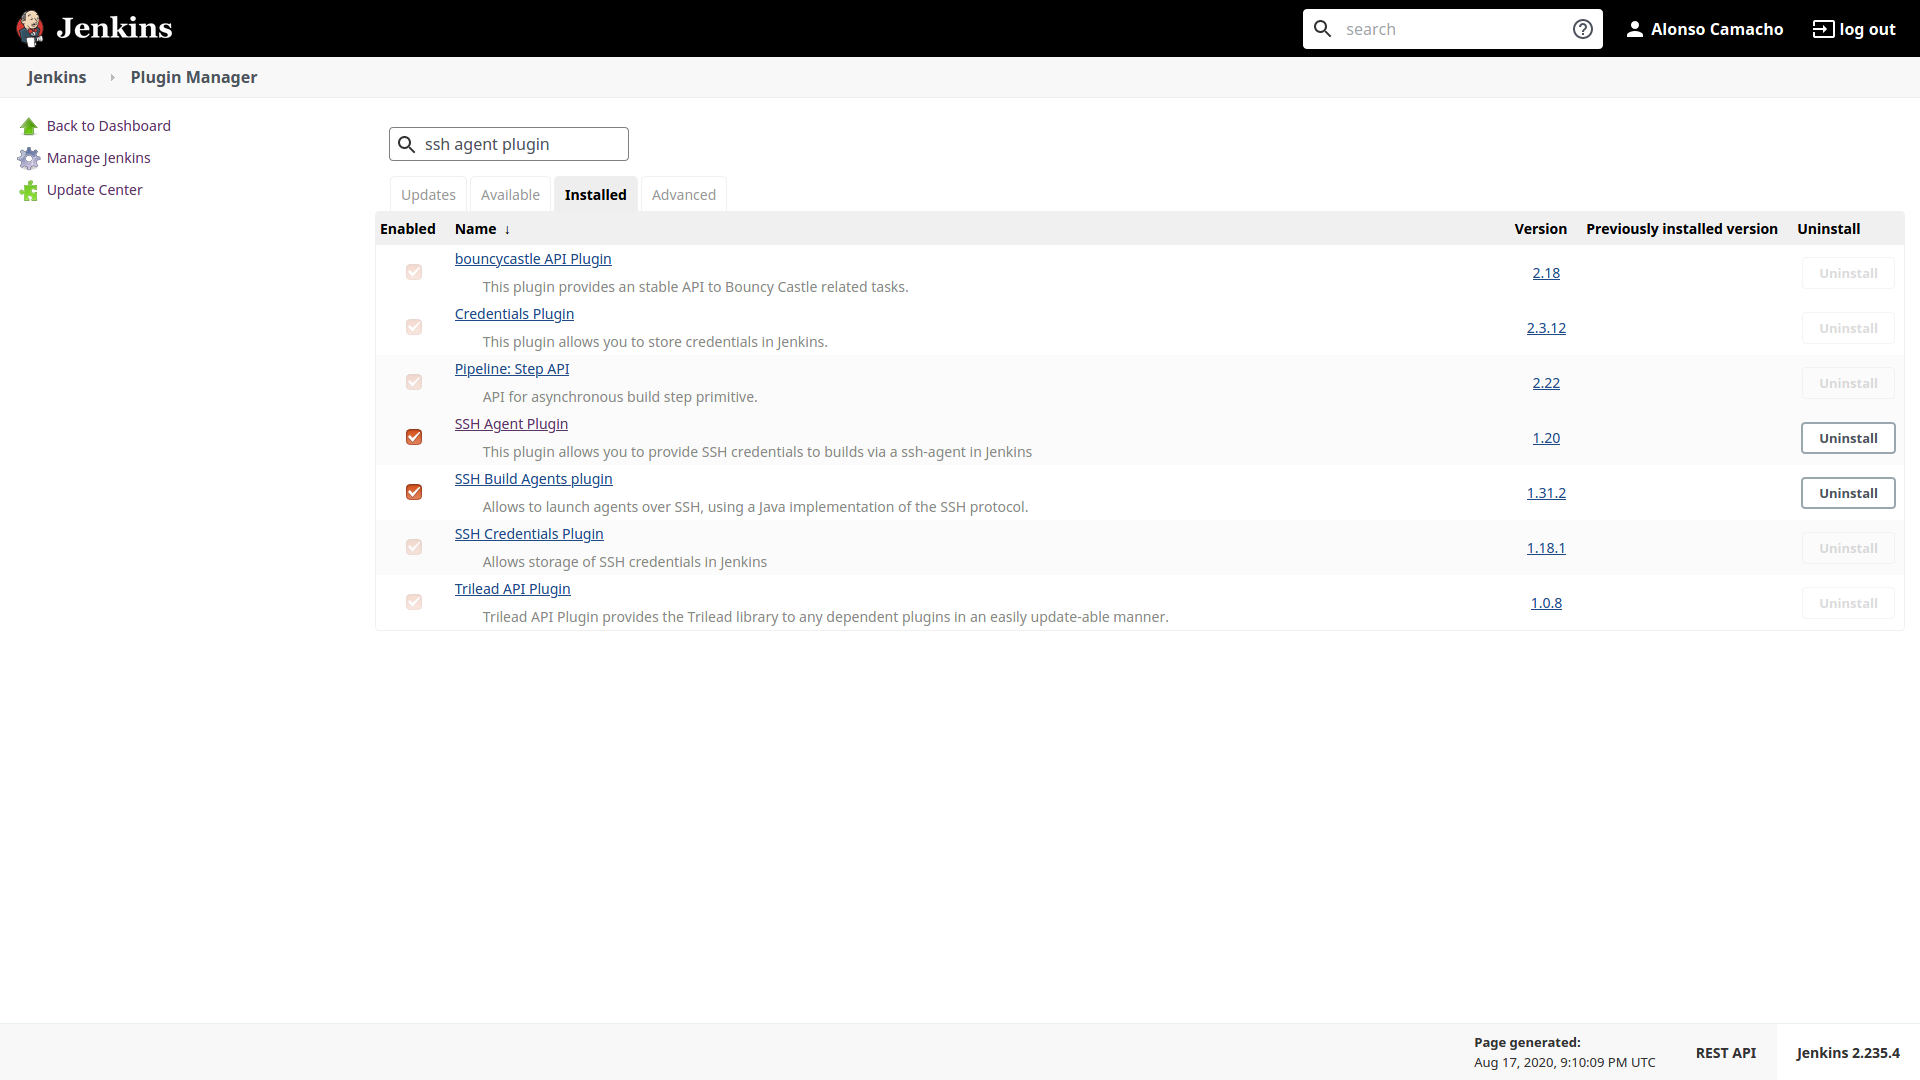 Jenkins
search
Alonso Camacho
log out
Jenkins
Plugin Manager
Back to Dashboard
Manage Jenkins
Update Center
ssh agent plugin
Updates Available Installed Advanced
Enabled Name ↓ Version Previously installed version Uninstall
bouncycastle API Plugin
This plugin provides an stable API to Bouncy Castle related tasks.
2.18 Uninstall
Credentials Plugin
This plugin allows you to store credentials in Jenkins.
2.3.12 Uninstall
Pipeline: Step API
API for asynchronous build step primitive.
2.22 Uninstall
SSH Agent Plugin
This plugin allows you to provide SSH credentials to builds via a ssh-agent in Jenkins
1.20 Uninstall
SSH Build Agents plugin
Allows to launch agents over SSH, using a Java implementation of the SSH protocol.
1.31.2 Uninstall
SSH Credentials Plugin
Allows storage of SSH credentials in Jenkins
1.18.1 Uninstall
Trilead API Plugin
Trilead API Plugin provides the Trilead library to any dependent plugins in an easily update-able manner.
1.0.8 Uninstall
Page generated:
Aug 17, 2020, 9:10:09 PM UTC
REST API
Jenkins 2.235.4